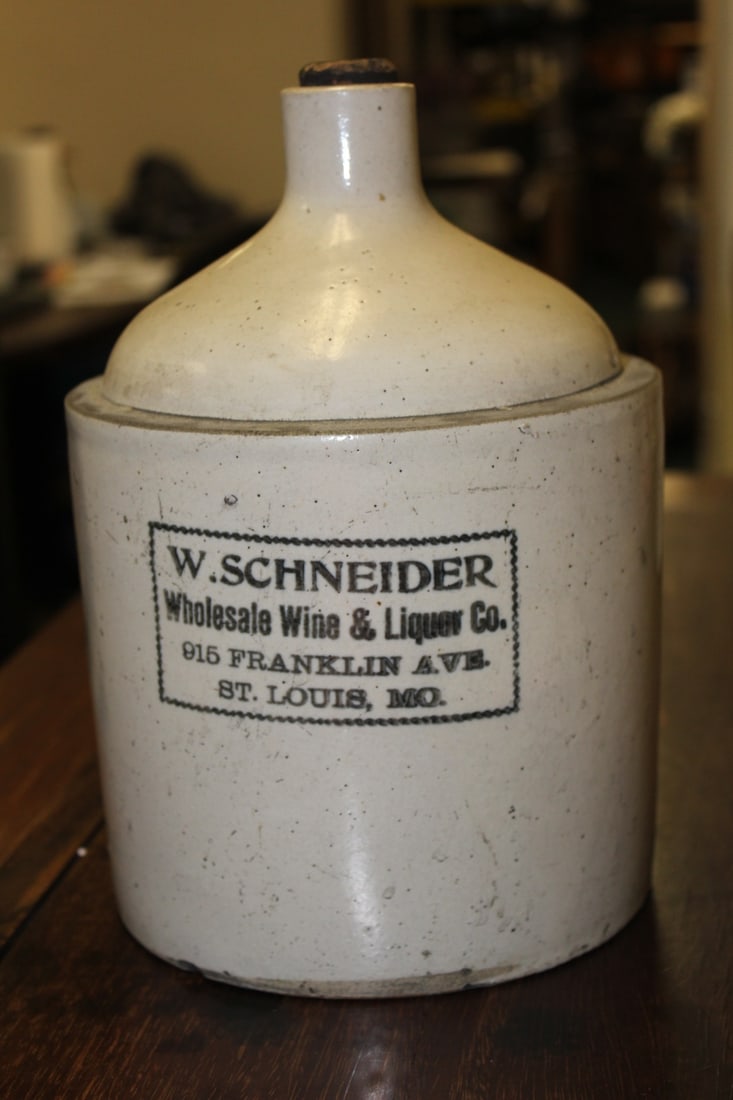 W. SCHNEIDER
Wholesale Wine & Liquor Co.
915 FRANKLIN AVE.
ST. LOUIS, MO.